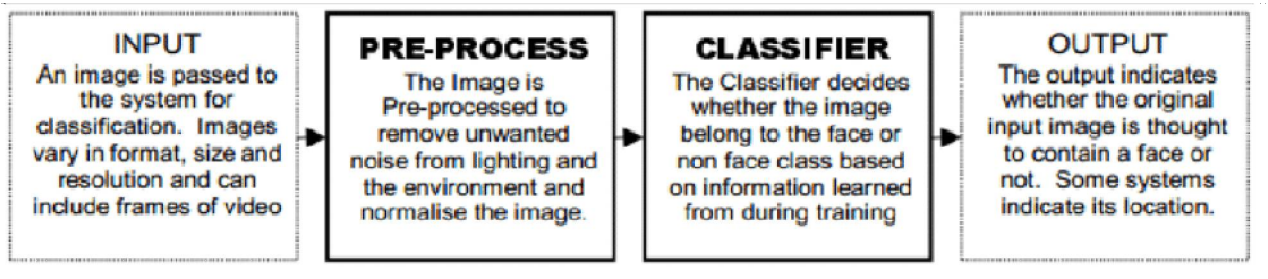 INPUT
An image is passed to
the system for
classification. Images
vary in format, size and
resolution and can
include frames of video
PRE-PROCESS
The Image is
Pre-processed to
remove unwanted
noise from lighting and
the environment and
normalise the image.
CLASSIFIER
The Classifier decides
whether the image
belong to the face or
non face class based
on information learned
from during training
OUTPUT
The output indicates
whether the original
input image is thought
to contain a face or
not. Some systems
indicate its location.